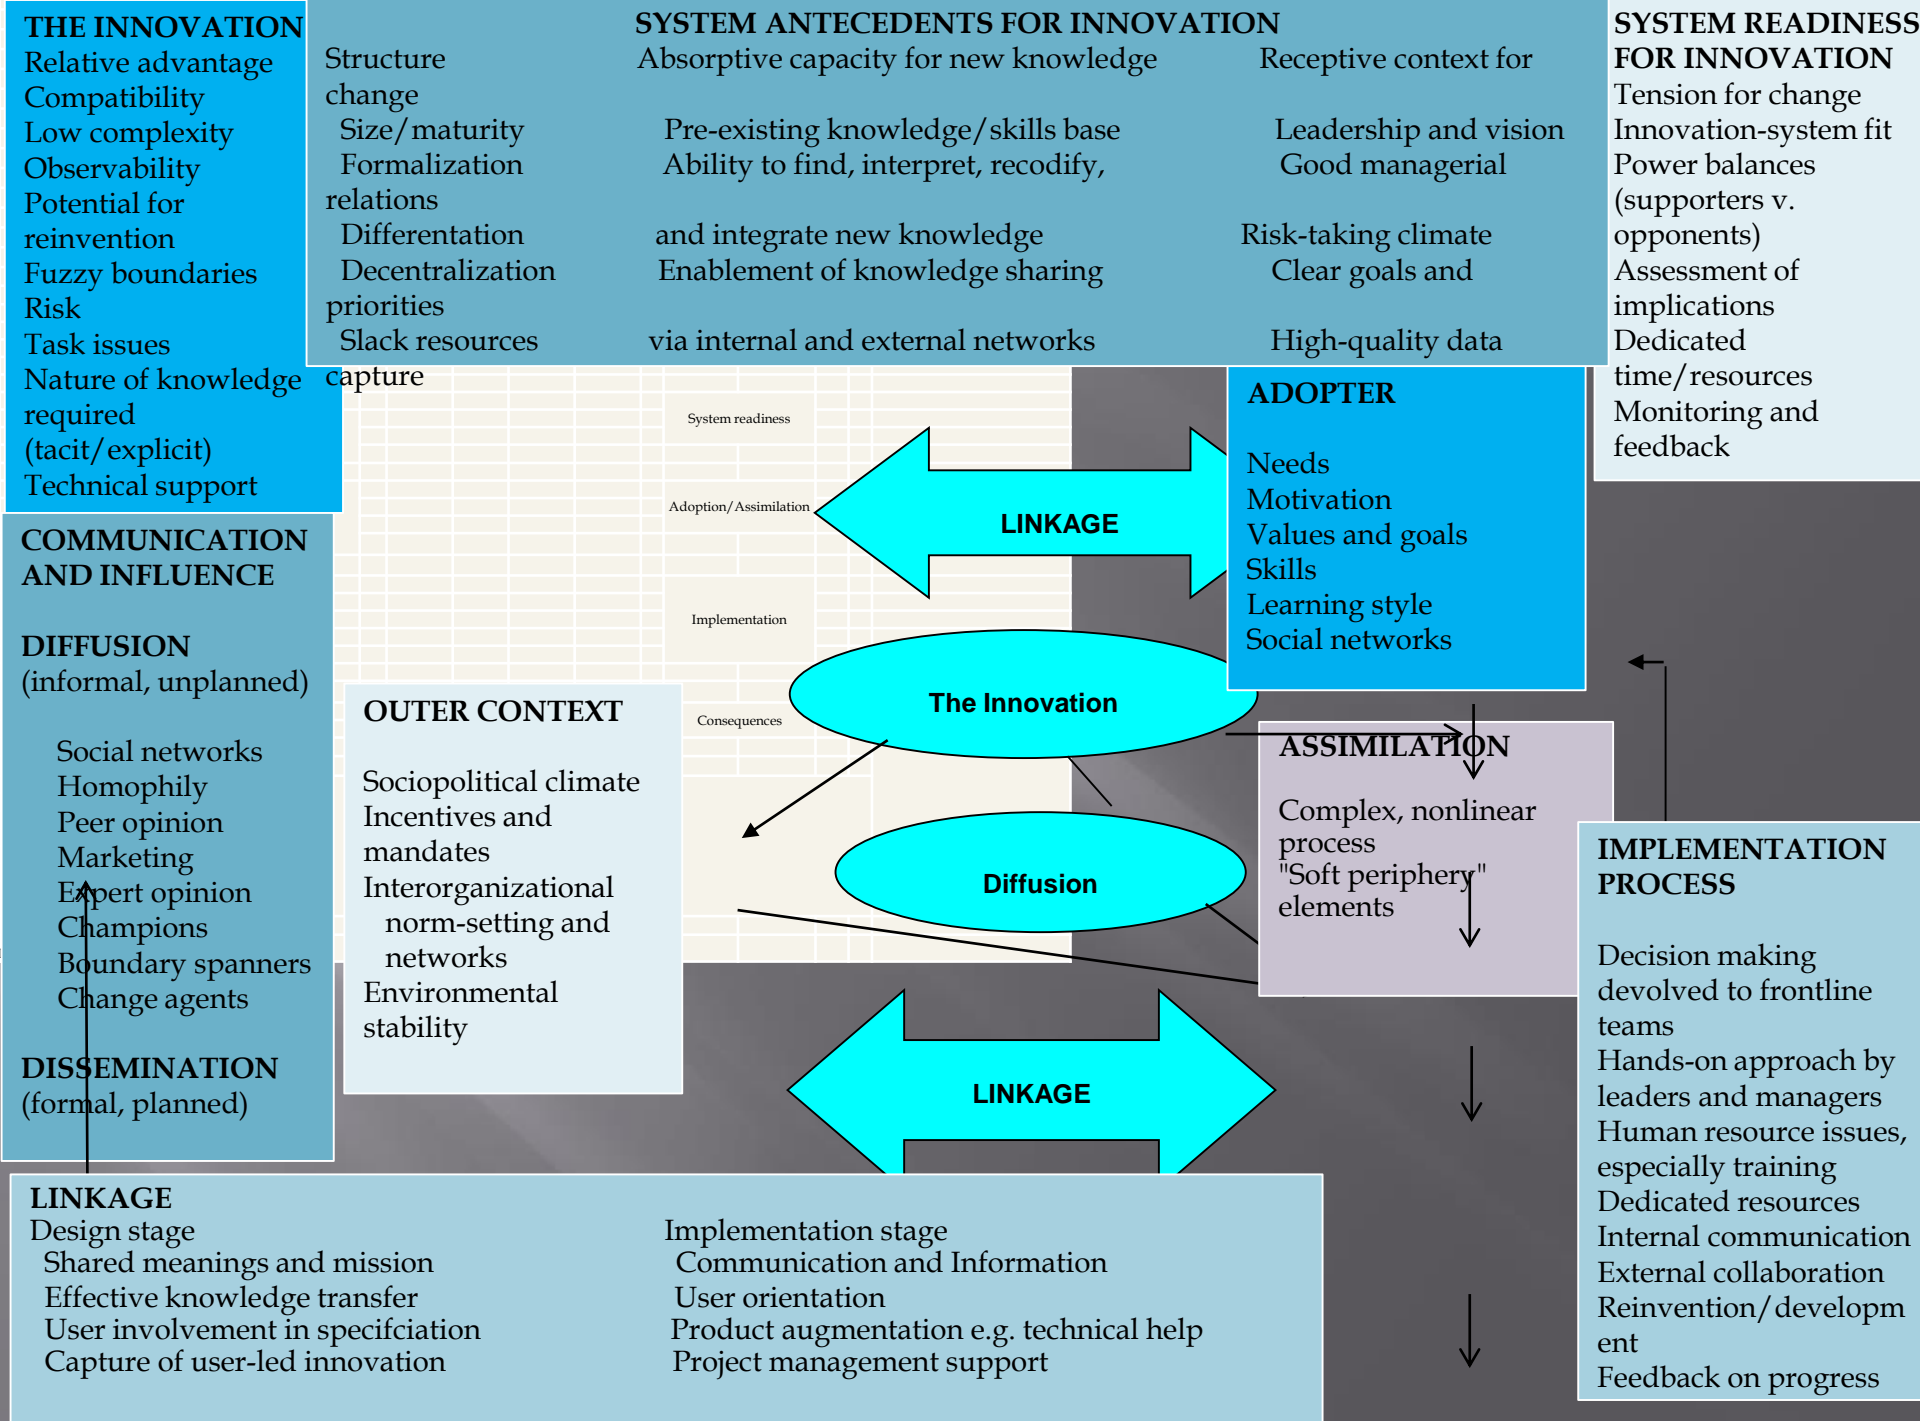 THE INNOVATION
Relative advantage
Compatibility
Low complexity
Observability
Potential for
reinvention
Fuzzy boundaries
Risk
Task issues
Nature of knowledge
required
(tacit/explicit)
Technical support
SYSTEM ANTECEDENTS FOR INNOVATION
Structure Absorptive capacity for new knowledge Receptive context for
change
Size/maturity Pre-existing knowledge/skills base Leadership and vision
Formalization Ability to find, interpret, recodify, Good managerial
relations
Differentation and integrate new knowledge Risk-taking climate
Decentralization Enablement of knowledge sharing Clear goals and
priorities
Slack resources via internal and external networks High-quality data
capture
SYSTEM READINESS
FOR INNOVATION
Tension for change
Innovation-system fit
Power balances
(supporters v.
opponents)
Assessment of
implications
Dedicated
time/resources
Monitoring and
feedback
System readiness
Adoption/Assimilation
Implementation
Consequences
LINKAGE
ADOPTER
Needs
Motivation
Values and goals
Skills
Learning style
Social networks
COMMUNICATION
AND INFLUENCE
DIFFUSION
(informal, unplanned)
Social networks
Homophily
Peer opinion
Marketing
Expert opinion
Champions
Boundary spanners
Change agents
DISSEMINATION
(formal, planned)
OUTER CONTEXT
Sociopolitical climate
Incentives and
mandates
Interorganizational
norm-setting and
networks
Environmental
stability
The Innovation
Diffusion
LINKAGE
ASSIMILATION
Complex, nonlinear
process
"Soft periphery"
elements
IMPLEMENTATION
PROCESS
Decision making
devolved to frontline
teams
Hands-on approach by
leaders and managers
Human resource issues,
especially training
Dedicated resources
Internal communication
External collaboration
Reinvention/developm
ent
Feedback on progress
LINKAGE
Design stage Implementation stage
Shared meanings and mission Communication and Information
Effective knowledge transfer User orientation
User involvement in specifciation Product augmentation e.g. technical help
Capture of user-led innovation Project management support